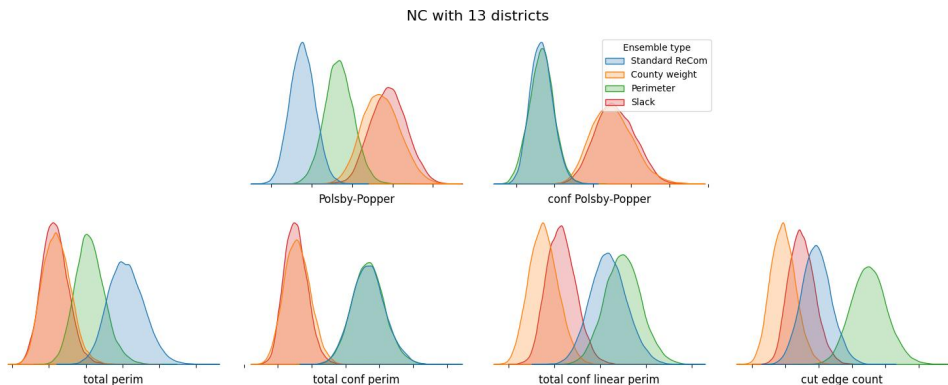 NC with 13 districts
Ensemble type
Standard ReCom
County weight
Perimeter
Slack
Polsby-Popper
conf Polsby-Popper
total perim
total conf perim
total conf linear perim
cut edge count